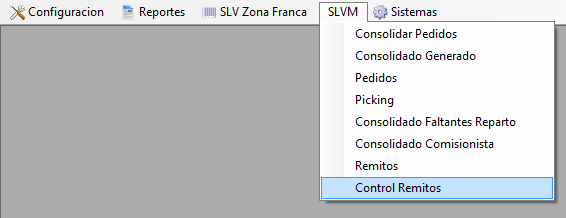 Configuracion Reportes SLV Zona Franca SLVM Sistemas
Consolidar Pedidos
Consolidado Generado
Pedidos
Picking
Consolidado Faltantes Reparto
Consolidado Comisionista
Remitos
Control Remitos